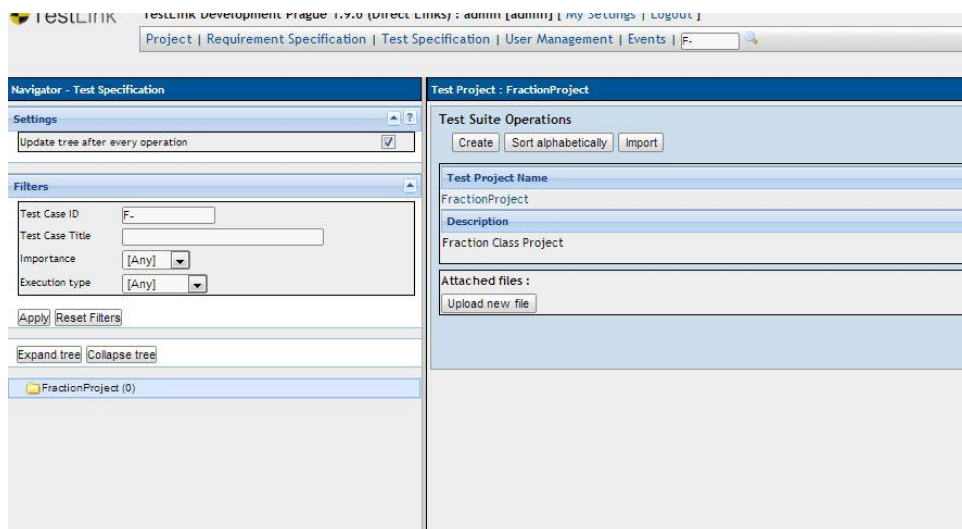 TestLink TestLink Development Prague 1.9.6 (Direct Links) : admin [admin] [ My Settings | Logout ]
Project | Requirement Specification | Test Specification | User Management | Events | F-
Navigator - Test Specification
Settings
?
Update tree after every operation
Filters
Test Case ID F-
Test Case Title
Importance [Any]
Execution type [Any]
Apply Reset Filters
Expand tree Collapse tree
FractionProject (0)
Test Project : FractionProject
Test Suite Operations
Create Sort alphabetically Import
Test Project Name
FractionProject
Description
Fraction Class Project
Attached files :
Upload new file